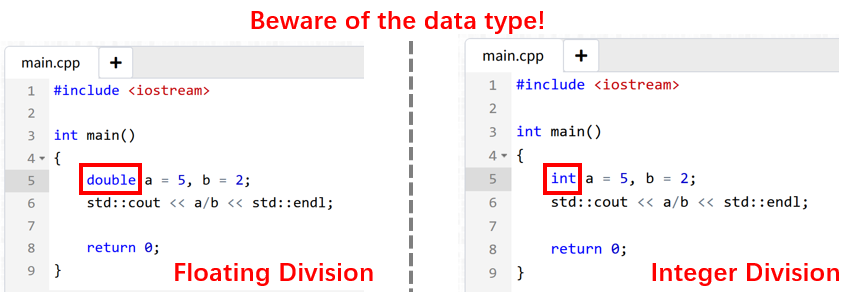 Beware of the data type!
main.cpp +
1 #include <iostream>
2
3 int main()
4 {
5 double a = 5, b = 2;
6 std::cout << a/b << std::endl;
7
8 return 0;
9 }
Floating Division
main.cpp +
1 #include <iostream>
2
3 int main()
4 {
5 int a = 5, b = 2;
6 std::cout << a/b << std::endl;
7
8 return 0;
9 }
Integer Division